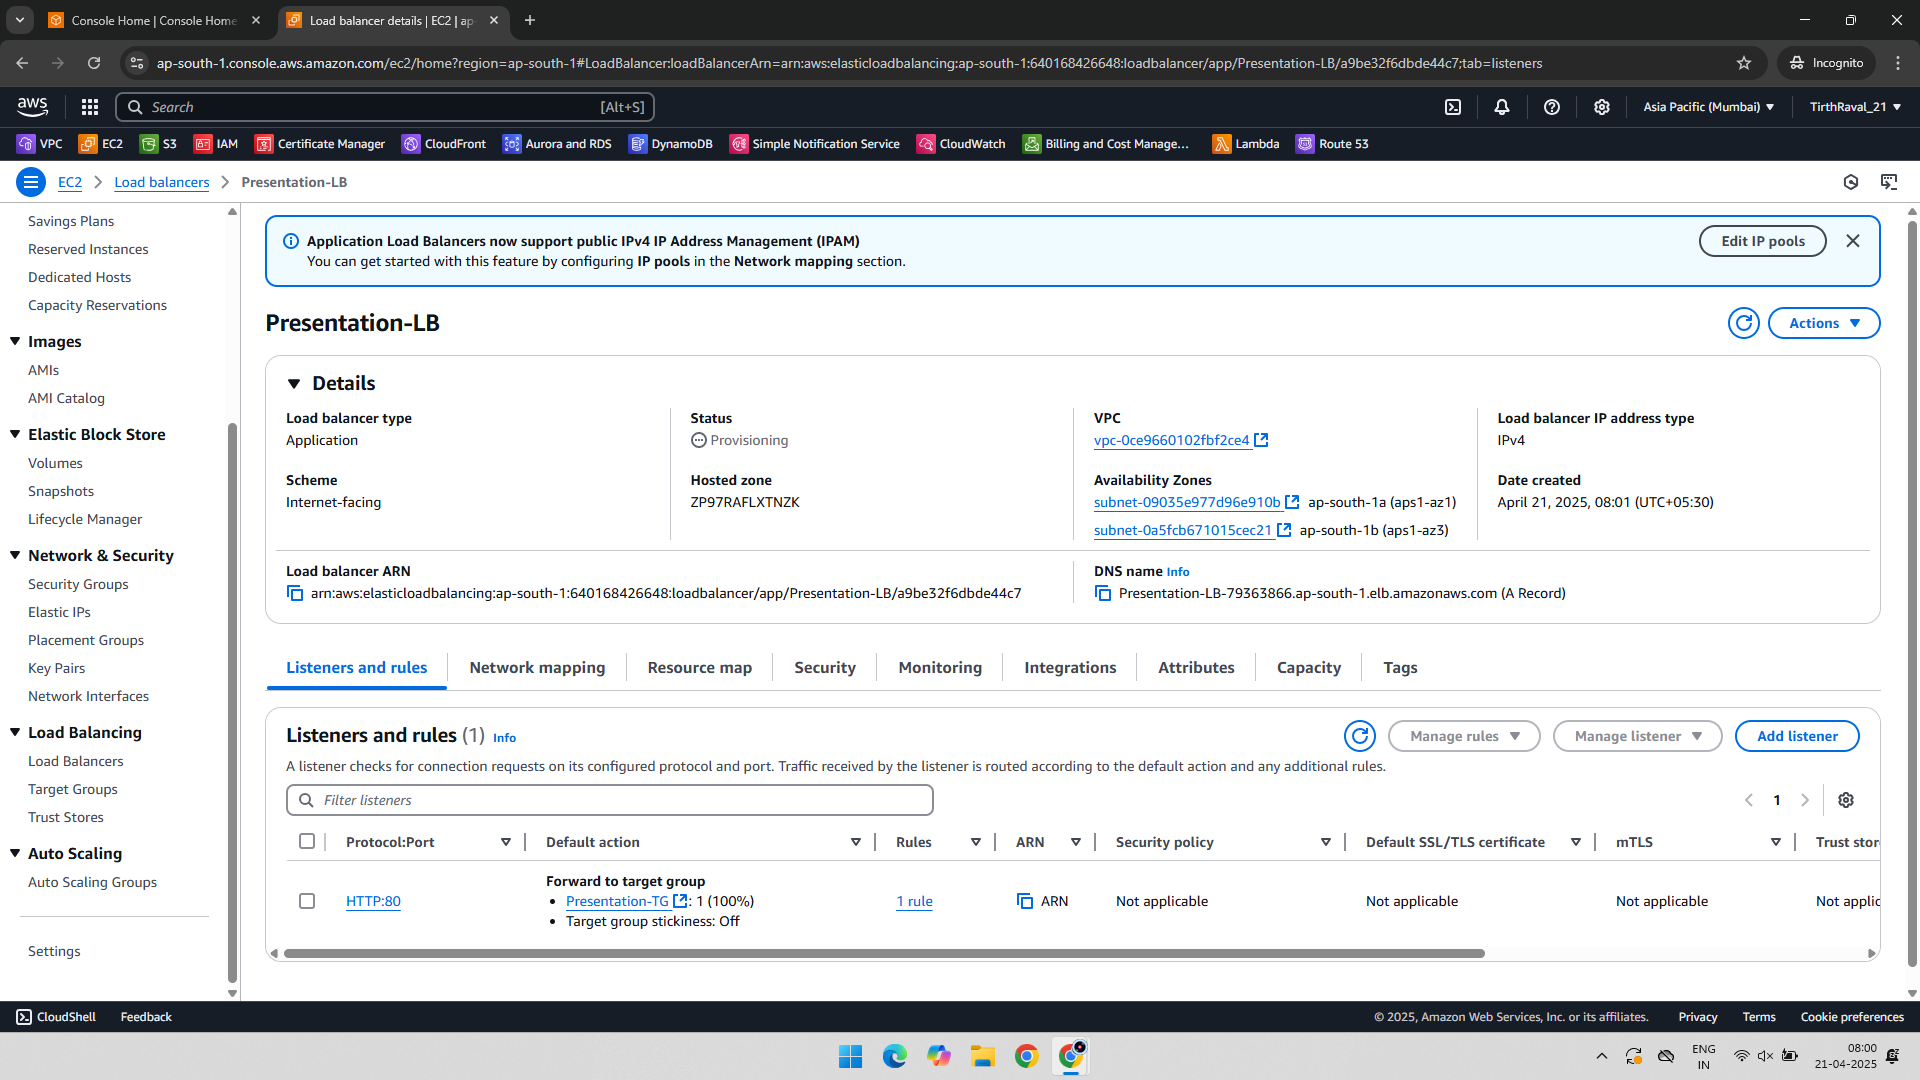 Console Home | Console Home
Load balancer details | EC2 | ap-
ap-south-1.console.aws.amazon.com/ec2/home?region=ap-south-1#LoadBalancer:loadBalancerArn=arn:aws:elasticloadbalancing:ap-south-1:640168426648:loadbalancer/app/Presentation-LB/a9be32f6dbde44c7;tab=listeners
Incognito
aws
Search
[Alt+S]
Asia Pacific (Mumbai)
TirthRaval_21
VPC
EC2
S3
IAM
Certificate Manager
CloudFront
Aurora and RDS
DynamoDB
Simple Notification Service
CloudWatch
Billing and Cost Manage...
Lambda
Route 53
EC2
Load balancers
Presentation-LB
Savings Plans
Reserved Instances
Dedicated Hosts
Capacity Reservations
Images
AMIs
AMI Catalog
Elastic Block Store
Volumes
Snapshots
Lifecycle Manager
Network & Security
Security Groups
Elastic IPs
Placement Groups
Key Pairs
Network Interfaces
Load Balancing
Load Balancers
Target Groups
Trust Stores
Auto Scaling
Auto Scaling Groups
Settings
Application Load Balancers now support public IPv4 IP Address Management (IPAM)
You can get started with this feature by configuring IP pools in the Network mapping section.
Edit IP pools
Presentation-LB
Actions
Details
Load balancer type
Application
Status
Provisioning
VPC
vpc-0ce9660102fbf2ce4
Load balancer IP address type
IPv4
Scheme
Internet-facing
Hosted zone
ZP97RAFLXTNZK
Availability Zones
subnet-09035e977d96e910b ap-south-1a (aps1-az1)
subnet-0a5fcb671015cec21 ap-south-1b (aps1-az3)
Date created
April 21, 2025, 08:01 (UTC+05:30)
Load balancer ARN
arn:aws:elasticloadbalancing:ap-south-1:640168426648:loadbalancer/app/Presentation-LB/a9be32f6dbde44c7
DNS name Info
Presentation-LB-79363866.ap-south-1.elb.amazonaws.com (A Record)
Listeners and rules
Network mapping
Resource map
Security
Monitoring
Integrations
Attributes
Capacity
Tags
Listeners and rules (1) Info
Manage rules
Manage listener
Add listener
A listener checks for connection requests on its configured protocol and port. Traffic received by the listener is routed according to the default action and any additional rules.
Filter listeners
1
Protocol:Port
Default action
Rules
ARN
Security policy
Default SSL/TLS certificate
mTLS
Trust stor
HTTP:80
Forward to target group
• Presentation-TG : 1 (100%)
• Target group stickiness: Off
1 rule
ARN
Not applicable
Not applicable
Not applicable
Not applic
CloudShell
Feedback
© 2025, Amazon Web Services, Inc. or its affiliates.
Privacy
Terms
Cookie preferences
ENG
IN
08:00
21-04-2025